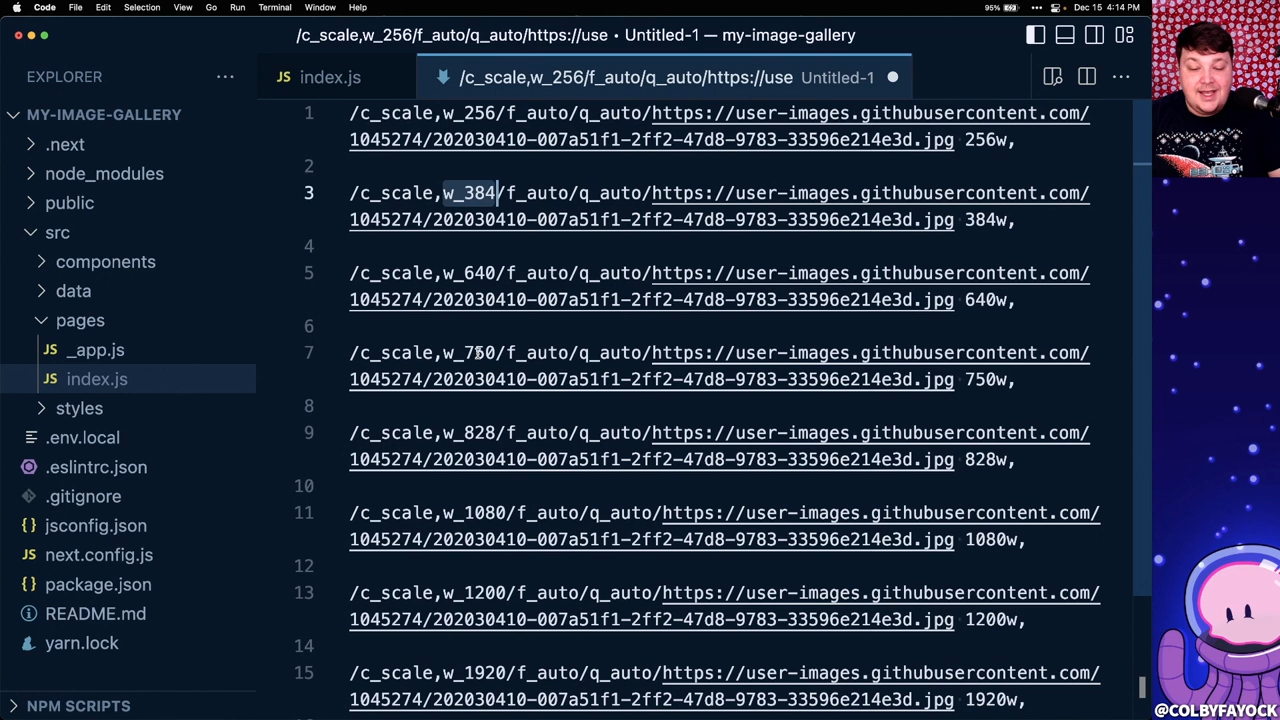 Code File Edit Selection View Go Run Terminal Window Help 95% Dec 15 4:14 PM
/c_scale,w_256/f_auto/q_auto/https://use • Untitled-1 — my-image-gallery
EXPLORER ···
JS index.js
/c_scale,w_256/f_auto/q_auto/https://use Untitled-1
MY-IMAGE-GALLERY
.next
node_modules
public
src
components
data
pages
JS _app.js
JS index.js
styles
.env.local
.eslintrc.json
.gitignore
{} jsconfig.json
JS next.config.js
{} package.json
README.md
yarn.lock
NPM SCRIPTS
1 /c_scale,w_256/f_auto/q_auto/https://user-images.githubusercontent.com/
1045274/202030410-007a51f1-2ff2-47d8-9783-33596e214e3d.jpg 256w,
2
3 /c_scale,w_384/f_auto/q_auto/https://user-images.githubusercontent.com/
1045274/202030410-007a51f1-2ff2-47d8-9783-33596e214e3d.jpg 384w,
4
5 /c_scale,w_640/f_auto/q_auto/https://user-images.githubusercontent.com/
1045274/202030410-007a51f1-2ff2-47d8-9783-33596e214e3d.jpg 640w,
6
7 /c_scale,w_750/f_auto/q_auto/https://user-images.githubusercontent.com/
1045274/202030410-007a51f1-2ff2-47d8-9783-33596e214e3d.jpg 750w,
8
9 /c_scale,w_828/f_auto/q_auto/https://user-images.githubusercontent.com/
1045274/202030410-007a51f1-2ff2-47d8-9783-33596e214e3d.jpg 828w,
10
11 /c_scale,w_1080/f_auto/q_auto/https://user-images.githubusercontent.com/
1045274/202030410-007a51f1-2ff2-47d8-9783-33596e214e3d.jpg 1080w,
12
13 /c_scale,w_1200/f_auto/q_auto/https://user-images.githubusercontent.com/
1045274/202030410-007a51f1-2ff2-47d8-9783-33596e214e3d.jpg 1200w,
14
15 /c_scale,w_1920/f_auto/q_auto/https://user-images.githubusercontent.com/
1045274/202030410-007a51f1-2ff2-47d8-9783-33596e214e3d.jpg 1920w,
@COLBYFAYOCK